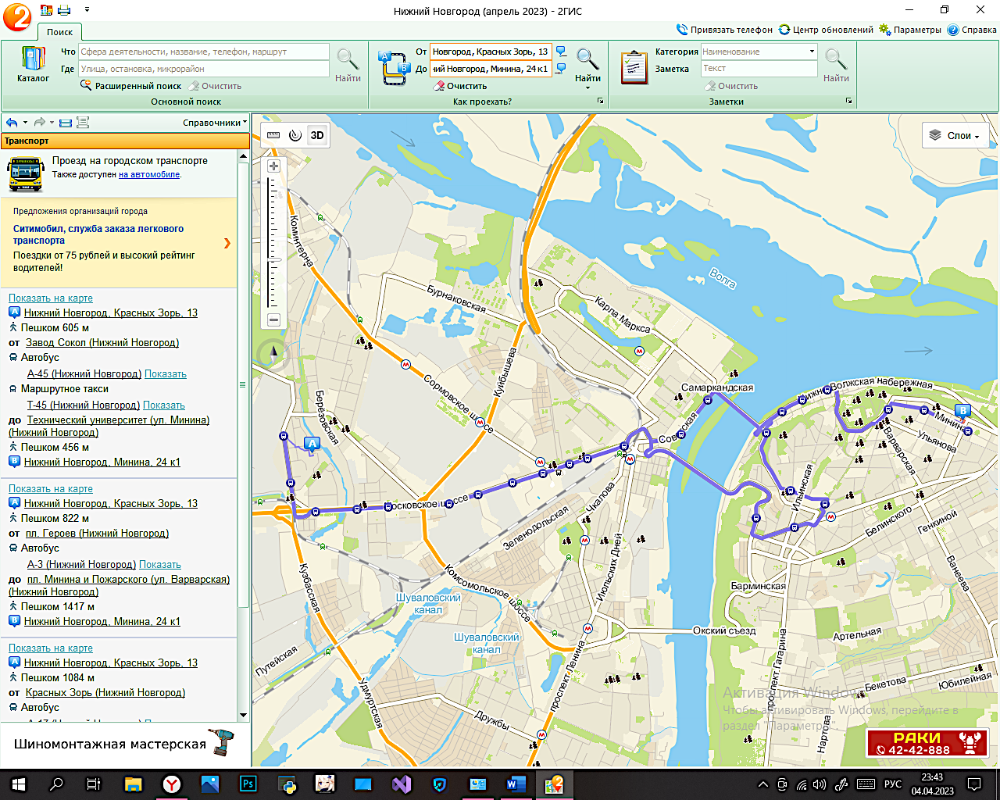 Нижний Новгород (апрель 2023) - 2ГИС
Поиск
Привязать телефон
Центр обновлений
Параметры
Справка
Каталог
Что
Сфера деятельности, название, телефон, маршрут
Где
Улица, остановка, микрорайон
Расширенный поиск
Очистить
Найти
Основной поиск
От
Новгород, Красных Зорь, 13
До
ний Новгород, Минина, 24 к1
Очистить
Найти
Как проехать?
Категория
Наименование
Заметка
Текст
Очистить
Найти
Заметки
Справочники
Транспорт
Проезд на городском транспорте
Также доступен на автомобиле.
Предложения организаций города
Ситимобил, служба заказа легкового
транспорта
Поездки от 75 рублей и высокий рейтинг
водителей!
Показать на карте
A Нижний Новгород, Красных Зорь, 13
Пешком 605 м
от Завод Сокол (Нижний Новгород)
Автобус
А-45 (Нижний Новгород) Показать
Маршрутное такси
Т-45 (Нижний Новгород) Показать
до Технический университет (ул. Минина)
(Нижний Новгород)
Пешком 456 м
B Нижний Новгород, Минина, 24 к1
Показать на карте
A Нижний Новгород, Красных Зорь, 13
Пешком 822 м
от пл. Героев (Нижний Новгород)
Автобус
А-3 (Нижний Новгород) Показать
до пл. Минина и Пожарского (ул. Варварская)
(Нижний Новгород)
Пешком 1417 м
B Нижний Новгород, Минина, 24 к1
Показать на карте
A Нижний Новгород, Красных Зорь, 13
Пешком 1084 м
от Красных Зорь (Нижний Новгород)
Автобус
Шиномонтажная мастерская
3D
Слои
Коминтерна
Бурнаковская
Карла Маркса
Волга
Куйбышева
Сормовское шоссе
Берёзовская
Самаркандская
Волжская набережная
Советская
Минина
Ульянова
Варварская
Ильинская
Московское шоссе
Чкалова
Зеленодольская
Белинского
Генкиной
Ванеева
Июльских Дней
Кузбасская
Комсомольское шоссе
Шуваловский
канал
Шуваловский
канал
Барминская
Окский съезд
Артельная
Путейская
Удмуртская
проспект Ленина
проспект Гагарина
Дружбы
Бекетова
Юбилейная
Нартова
A
B
Активация Windows
Чтобы активировать Windows, перейдите в
раздел "Параметры".
РАКИ
42-42-888
Ps
РУС
23:43
04.04.2023